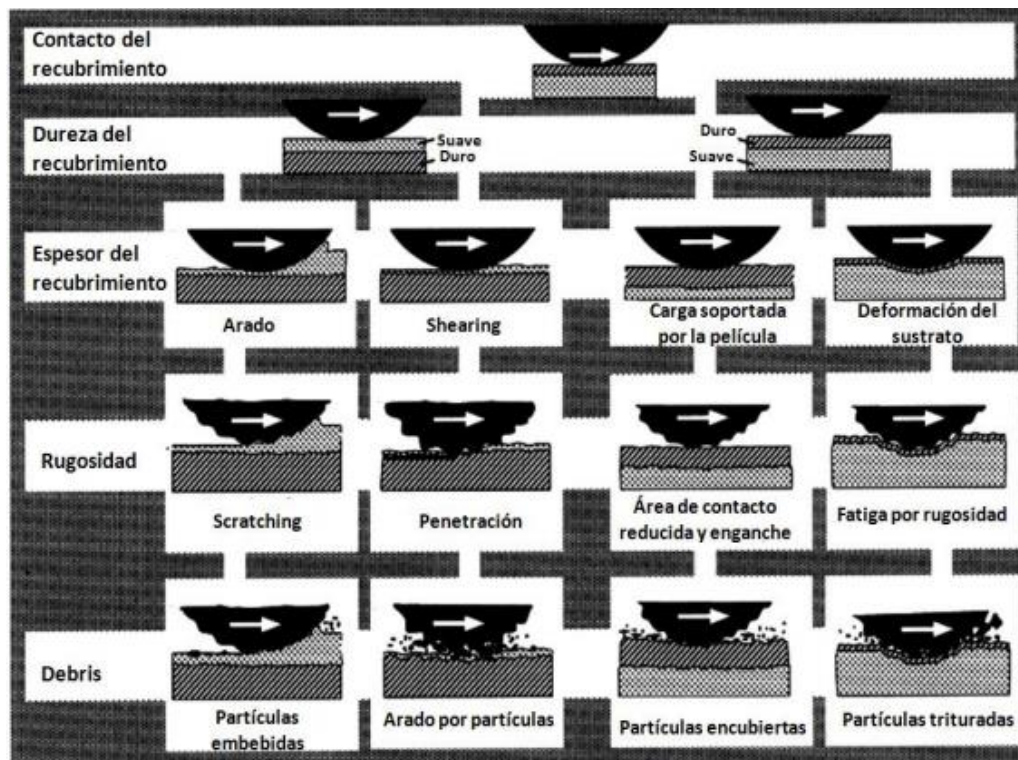 Contacto del
recubrimiento
Dureza del
recubrimiento
Suave
Duro
Duro
Suave
Espesor del
recubrimiento
Arado
Shearing
Carga soportada
por la película
Deformación del
sustrato
Rugosidad
Scratching
Penetración
Área de contacto
reducida y enganche
Fatiga por rugosidad
Debris
Partículas
embebidas
Arado por partículas
Partículas encubiertas
Partículas trituradas